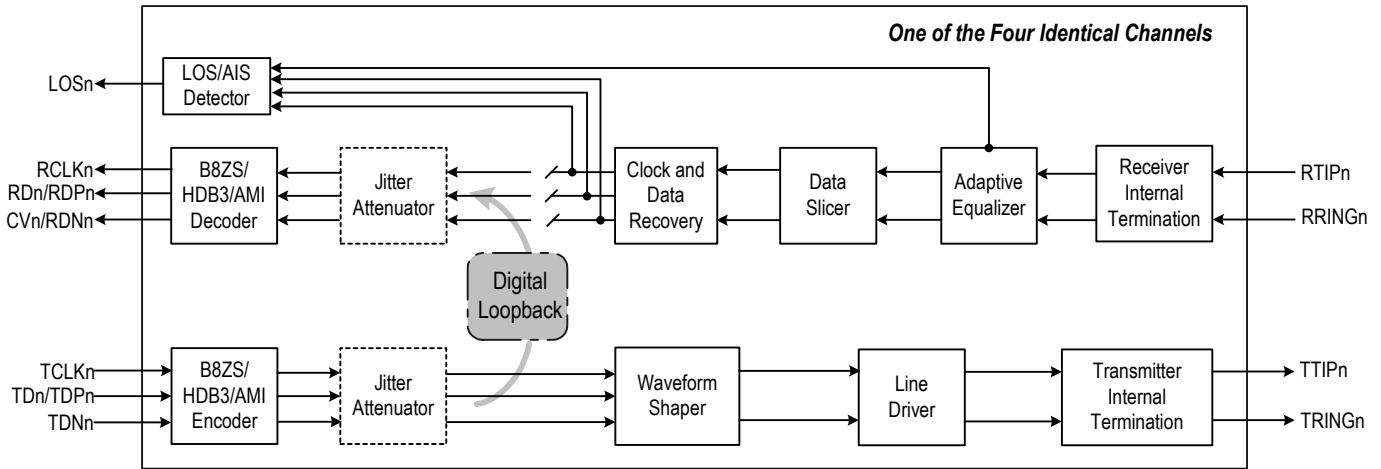 One of the Four Identical Channels
LOSn
LOS/AIS
Detector
RCLKn
RDn/RDPn
CVn/RDNn
B8ZS/
HDB3/AMI
Decoder
Jitter
Attenuator
Clock and
Data
Recovery
Data
Slicer
Adaptive
Equalizer
Receiver
Internal
Termination
RTIPn
RRINGn
Digital
Loopback
TCLKn
TDn/TDPn
TDNn
B8ZS/
HDB3/AMI
Encoder
Jitter
Attenuator
Waveform
Shaper
Line
Driver
Transmitter
Internal
Termination
TTIPn
TRINGn